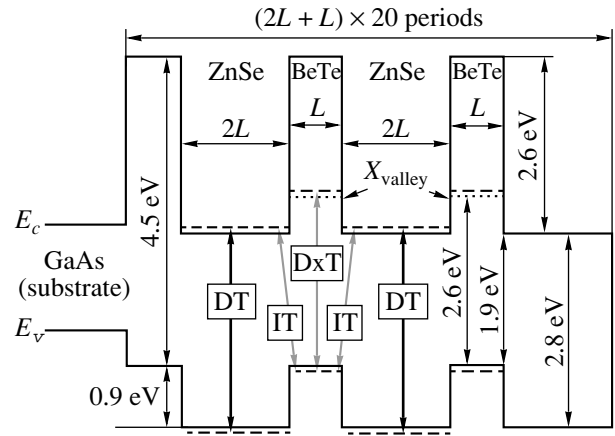 (2L + L) × 20 periods
ZnSe
BeTe
ZnSe
BeTe
L
L
2L
2L
X_valley
2.6 eV
4.5 eV
E_c
GaAs
(substrate)
DxT
DT
IT
IT
DT
2.6 eV
1.9 eV
2.8 eV
E_v
0.9 eV